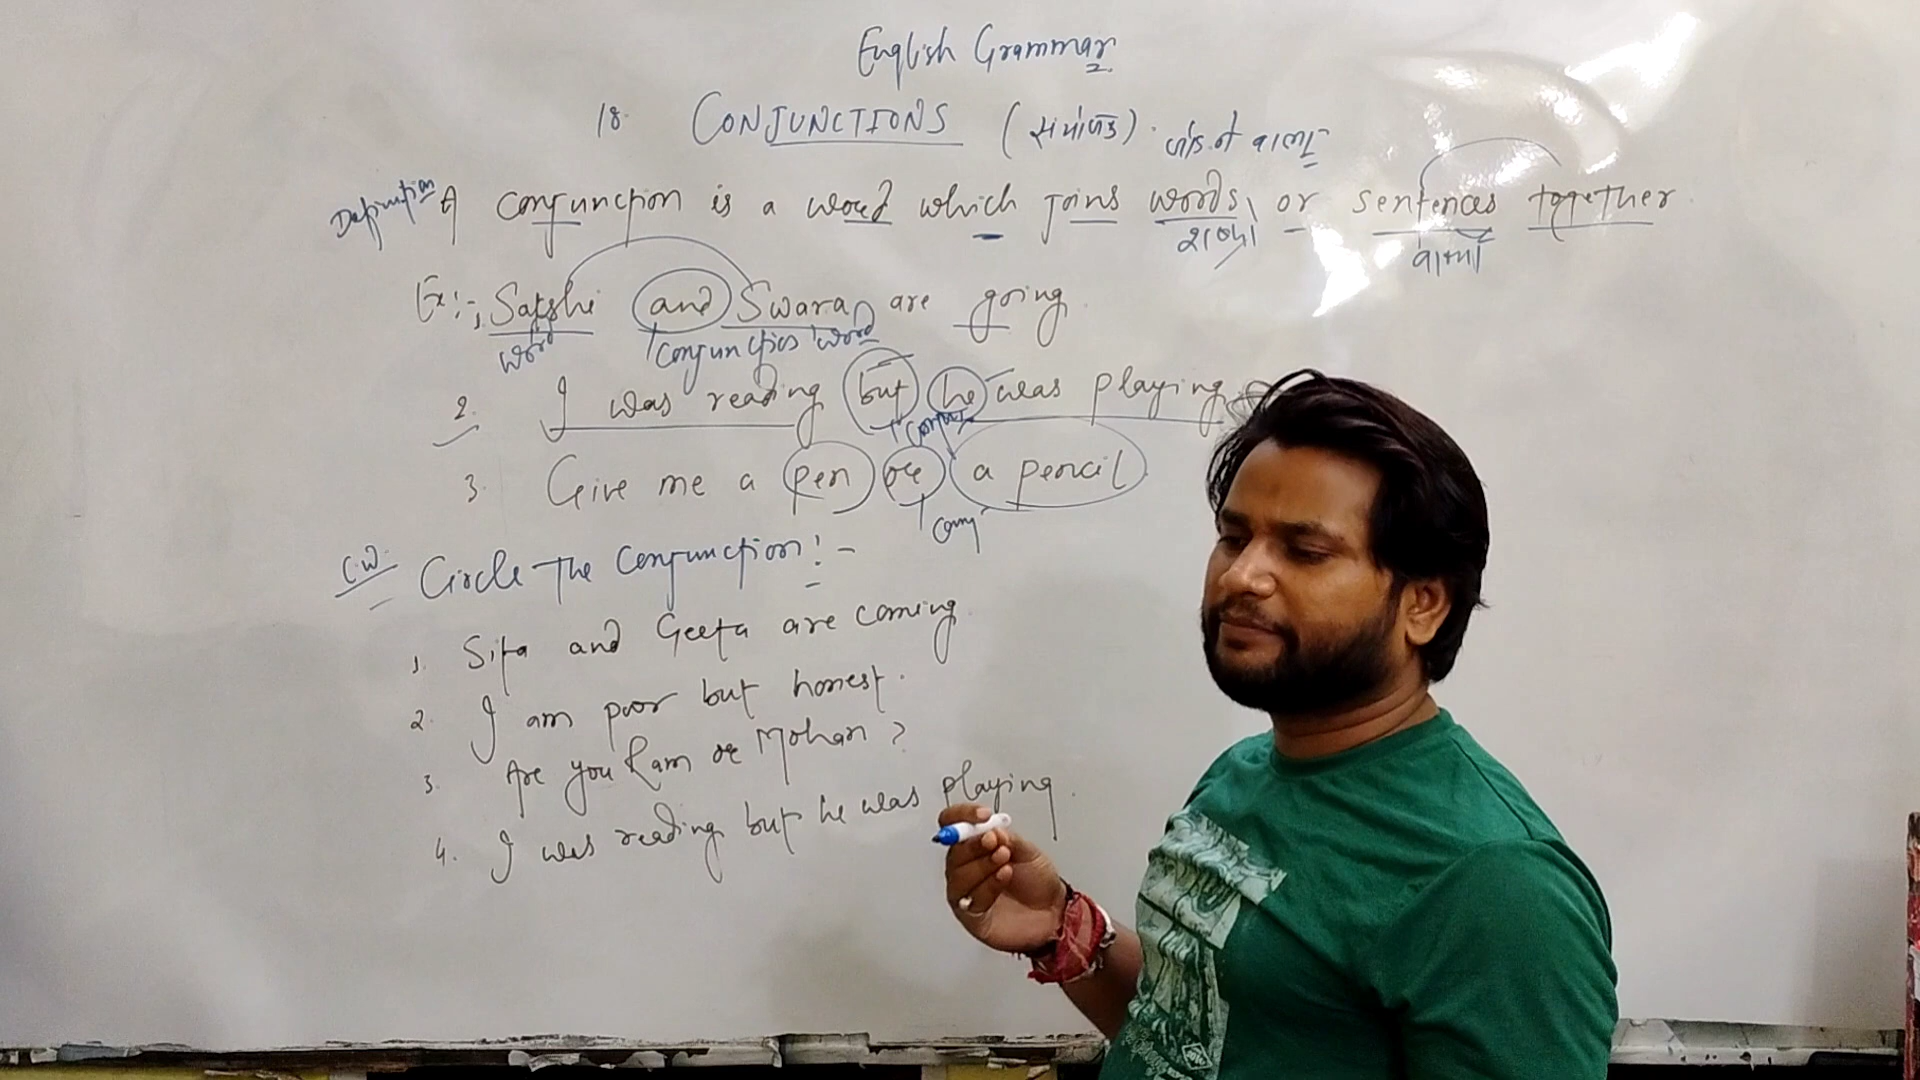 English Grammar
18. CONJUNCTIONS (संयोजक) जोड़ने वाला
Definition A conjunction is a word which joins words, or sentences together
शब्दों वाक्यों
Ex:-, Sakshi and Swara are going.
word conjunctions word
2. I was reading but he was playing
conj
3. Give me a pen or a pencil.
conj
C.W. Circle the conjunction:-
1. Sita and Geeta are coming.
2. I am poor but honest.
3. Are you Ram or Mohan?
4. I was reading but he was playing.